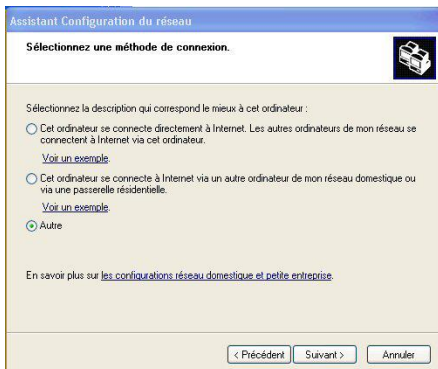 Assistant Configuration du réseau
Sélectionnez une méthode de connexion.
Sélectionnez la description qui correspond le mieux à cet ordinateur :
Cet ordinateur se connecte directement à Internet. Les autres ordinateurs de mon réseau se
connectent à Internet via cet ordinateur.
Voir un exemple.
Cet ordinateur se connecte à Internet via un autre ordinateur de mon réseau domestique ou
via une passerelle résidentielle.
Voir un exemple.
Autre
En savoir plus sur les configurations réseau domestique et petite entreprise.
< Précédent Suivant > Annuler